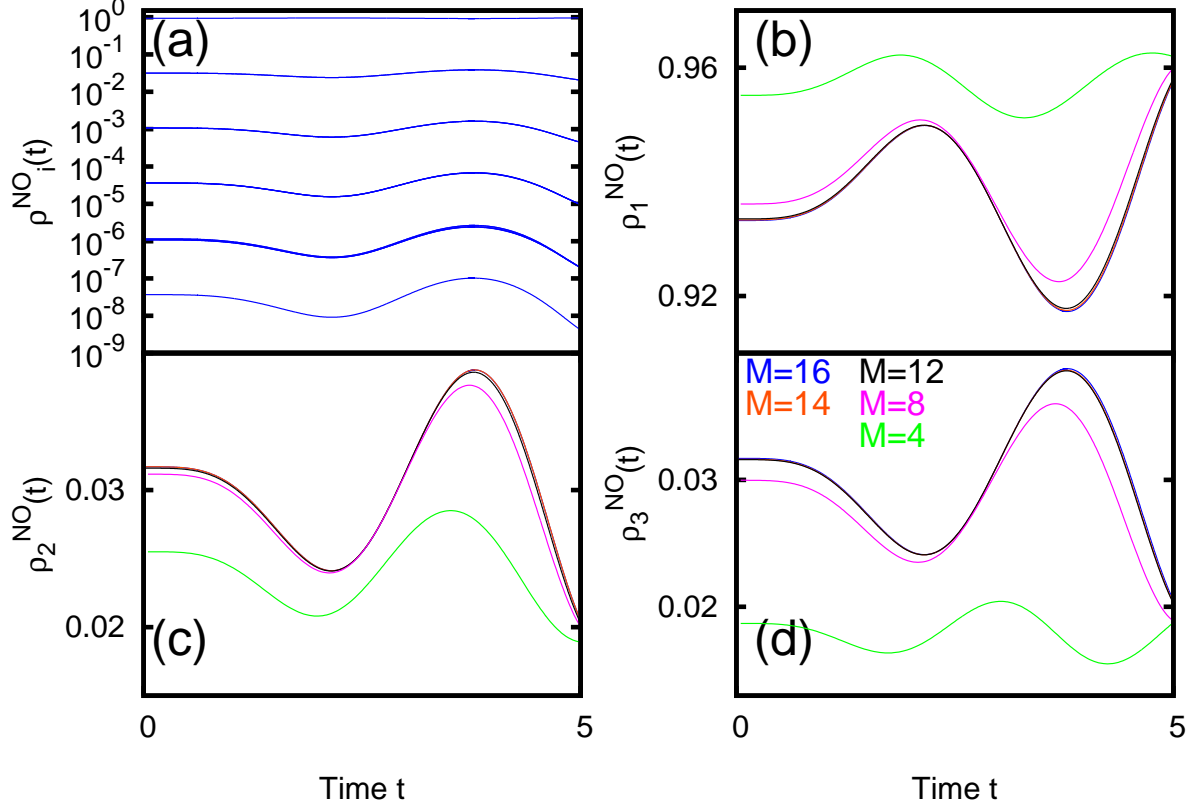 (a)
10^0
10^-1
10^-2
10^-3
10^-4
10^-5
10^-6
10^-7
10^-8
10^-9
ρ^NO_i(t)
(b)
0.96
0.92
ρ_1^NO(t)
(c)
0.03
0.02
ρ_2^NO(t)
0
5
Time t
M=16 M=12
M=14 M=8
M=4
(d)
0.03
0.02
ρ_3^NO(t)
0
5
Time t